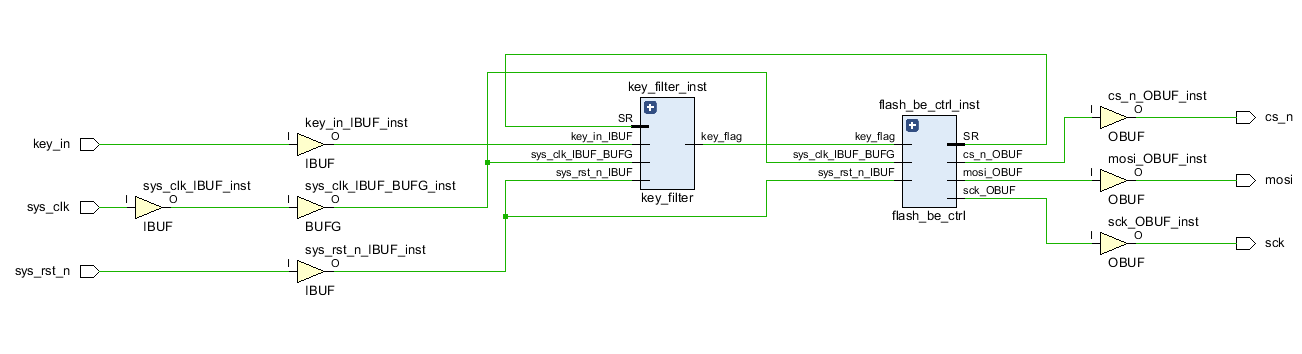 key_filter_inst
SR
key_in_IBUF
sys_clk_IBUF_BUFG
sys_rst_n_IBUF
key_flag
key_filter
flash_be_ctrl_inst
key_flag
sys_clk_IBUF_BUFG
sys_rst_n_IBUF
SR
cs_n_OBUF
mosi_OBUF
sck_OBUF
flash_be_ctrl
key_in
I
key_in_IBUF_inst
O
IBUF
sys_clk
I
sys_clk_IBUF_inst
O
IBUF
I
sys_clk_IBUF_BUFG_inst
O
BUFG
sys_rst_n
I
sys_rst_n_IBUF_inst
O
IBUF
I
cs_n_OBUF_inst
O
OBUF
cs_n
I
mosi_OBUF_inst
O
OBUF
mosi
I
sck_OBUF_inst
O
OBUF
sck